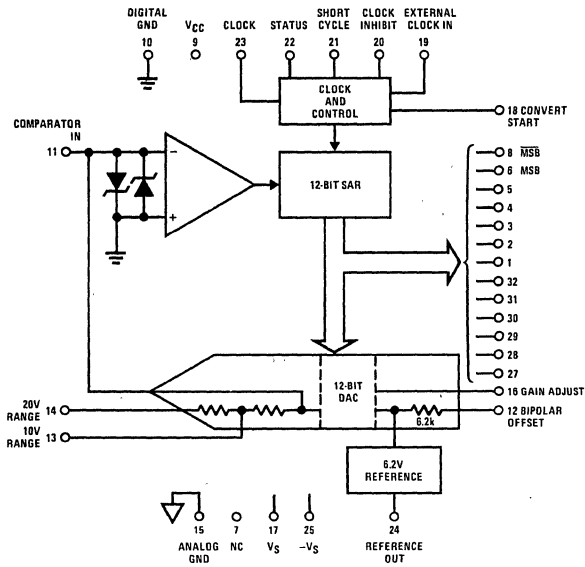 DIGITAL GND
10
VCC
9
CLOCK
23
STATUS
22
SHORT CYCLE
21
CLOCK INHIBIT
20
EXTERNAL CLOCK IN
19
CLOCK AND CONTROL
18 CONVERT START
COMPARATOR IN
11
−
+
12-BIT SAR
8 M̅S̅B̅
6 MSB
5
4
3
2
1
32
31
30
29
28
27
12-BIT DAC
16 GAIN ADJUST
20V RANGE 14
10V RANGE 13
6.2k
12 BIPOLAR OFFSET
6.2V REFERENCE
15
ANALOG GND
7
NC
17
VS
25
−VS
24
REFERENCE OUT